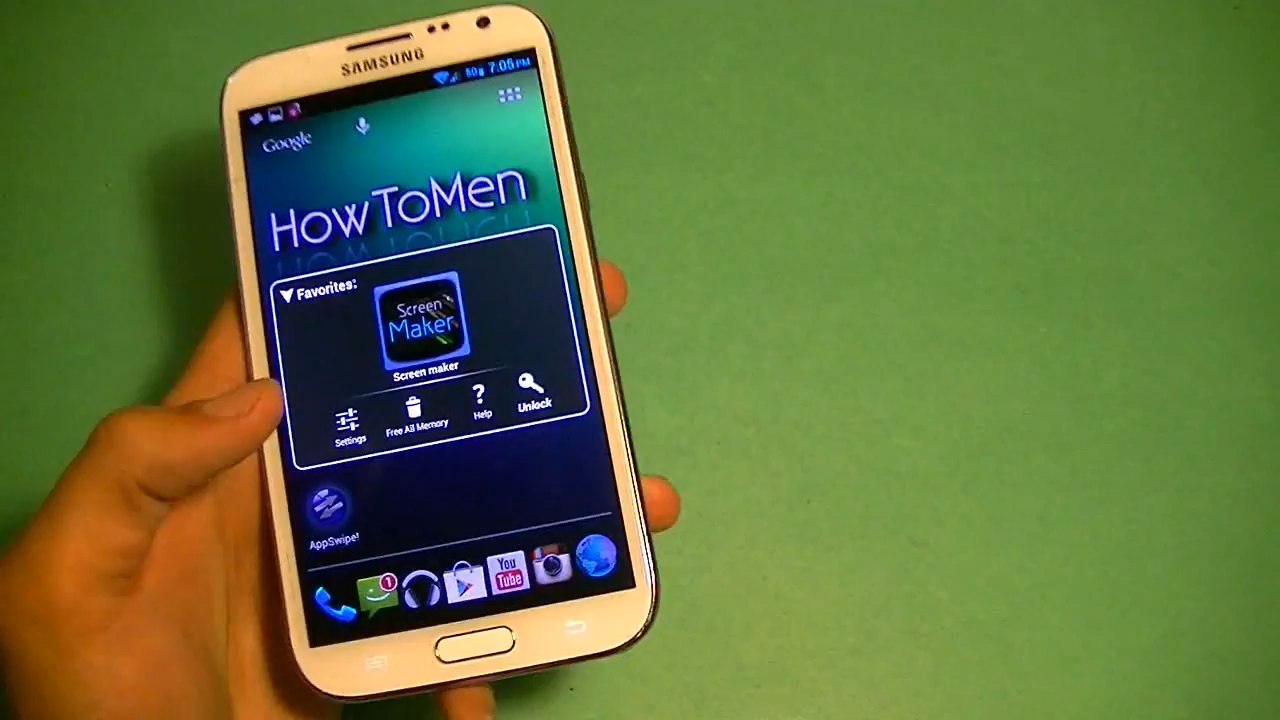 SAMSUNG
80 7:05 PM
Google
HowToMen
Favorites:
Screen
Maker
Screen maker
Settings
Free All Memory
Help
Unlock
AppSwipe!
1
You
Tube